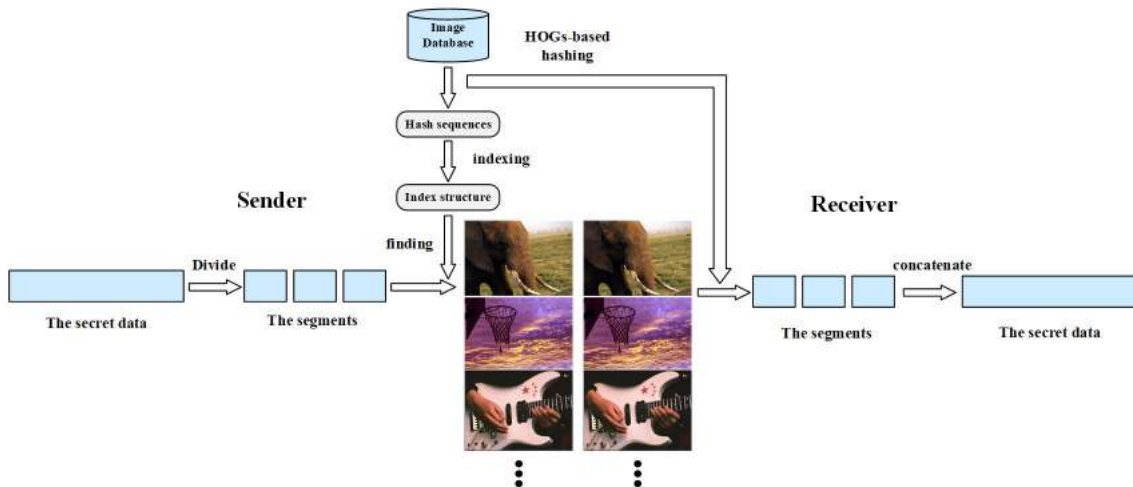 Image
Database
HOGs-based
hashing
Hash sequences
indexing
Index structure
Sender
Receiver
finding
Divide
concatenate
The secret data
The segments
The segments
The secret data